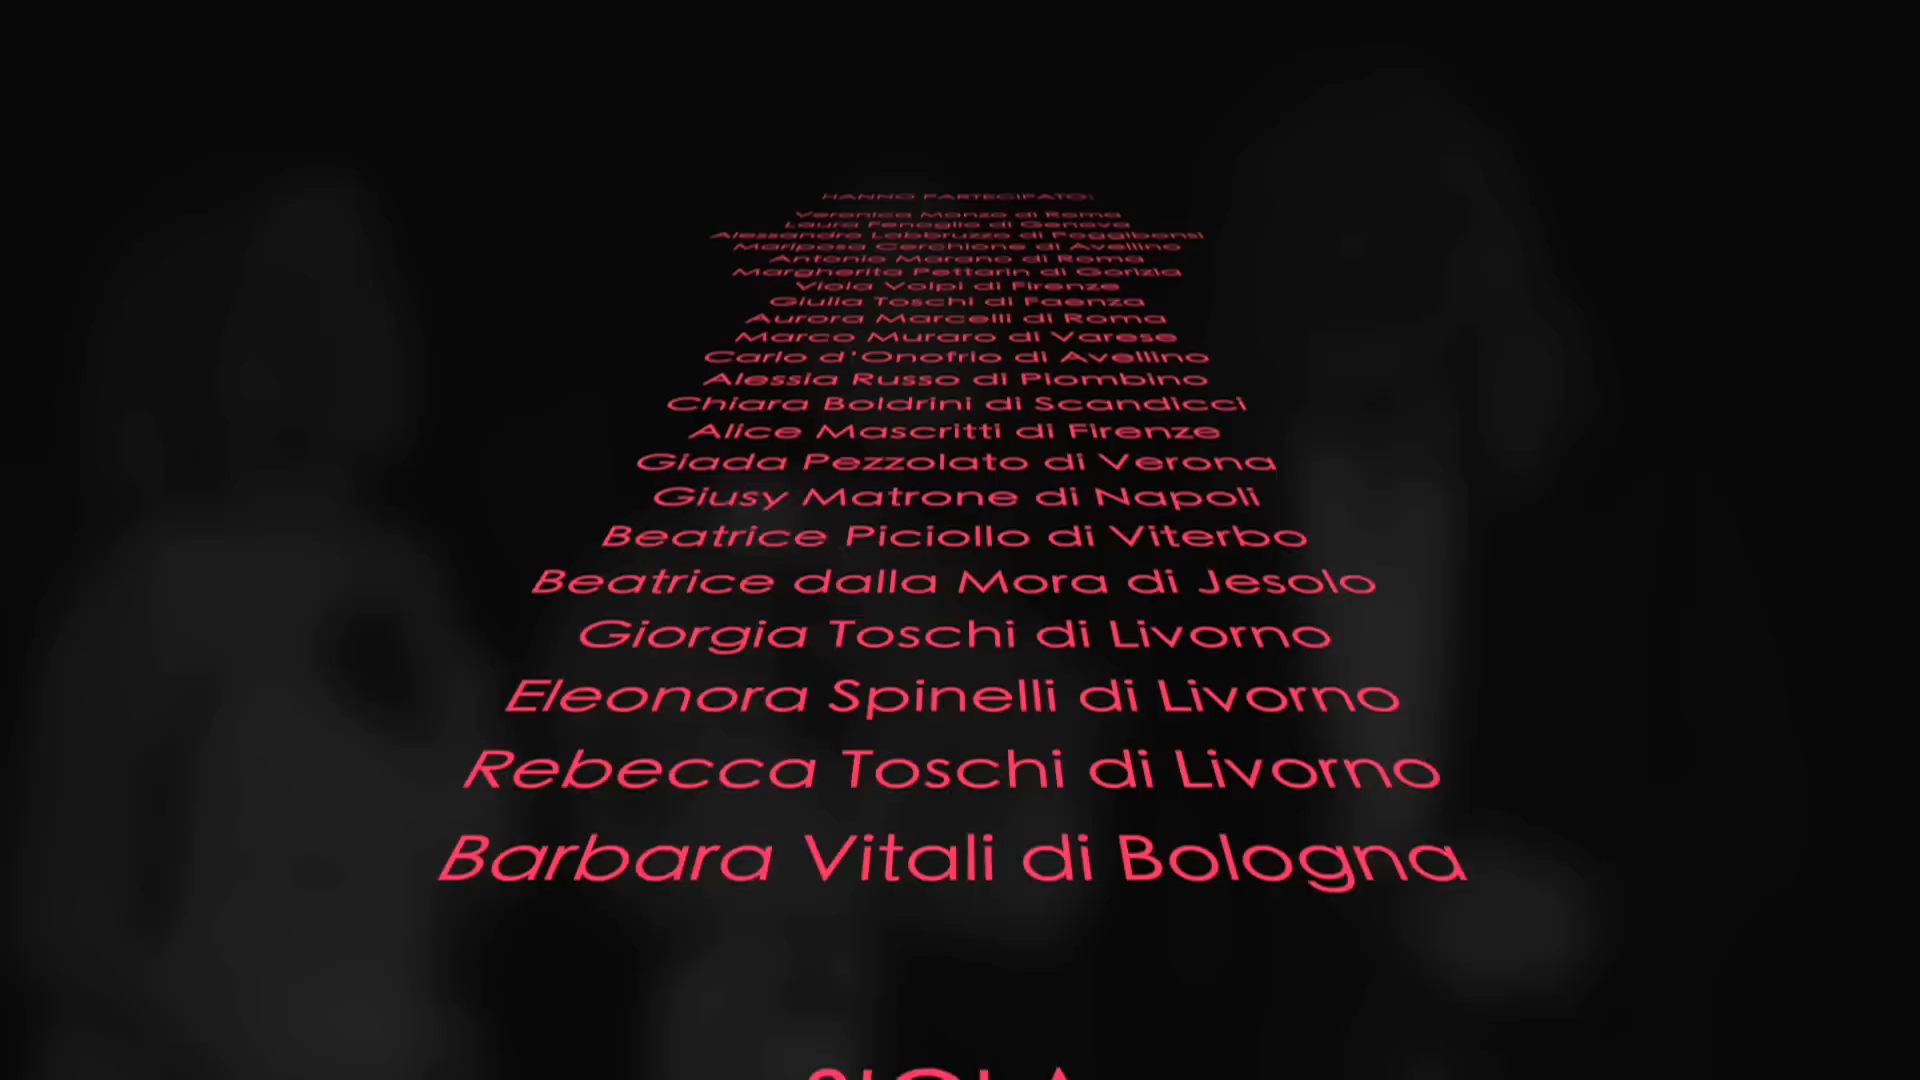 HANNO PARTECIPATO:
Veronica Manzo di Roma
Laura Fenoglio di Genova
Alessandro Labbruzzo di Poggibonsi
Mariposa Cerchione di Avellino
Antonio Marano di Roma
Margherita Pettarin di Gorizia
Viola Volpi di Firenze
Giulia Toschi di Faenza
Aurora Marcelli di Roma
Marco Muraro di Varese
Carlo d'Onofrio di Avellino
Alessia Russo di Piombino
Chiara Boldrini di Scandicci
Alice Mascritti di Firenze
Giada Pezzolato di Verona
Giusy Matrone di Napoli
Beatrice Piciollo di Viterbo
Beatrice dalla Mora di Jesolo
Giorgia Toschi di Livorno
Eleonora Spinelli di Livorno
Rebecca Toschi di Livorno
Barbara Vitali di Bologna